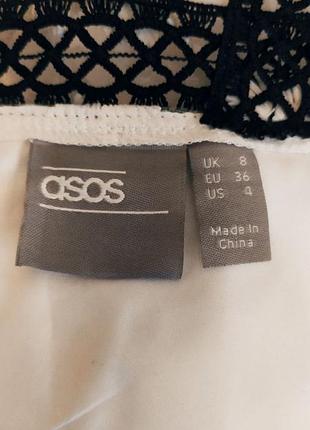 asos
UK 8
EU 36
US 4
Made In
China